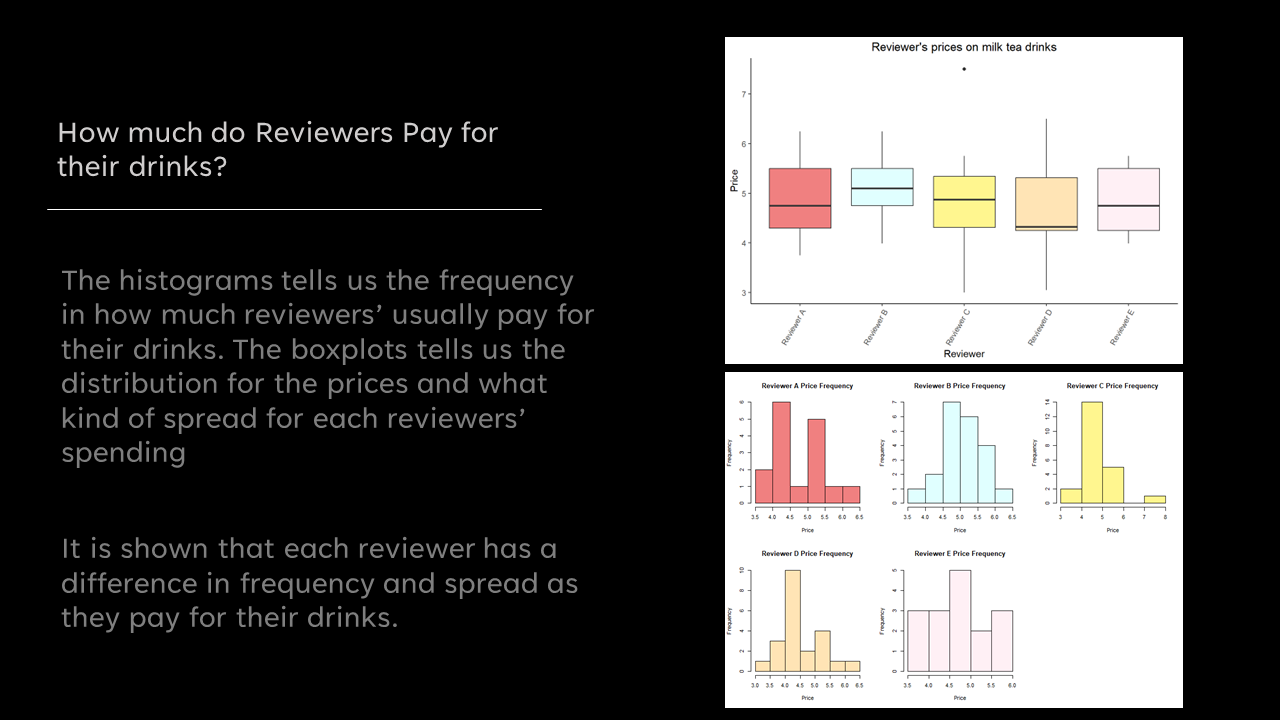 How much do Reviewers Pay for
their drinks?
The histograms tells us the frequency
in how much reviewers’ usually pay for
their drinks. The boxplots tells us the
distribution for the prices and what
kind of spread for each reviewers’
spending
It is shown that each reviewer has a
difference in frequency and spread as
they pay for their drinks.
Reviewer's prices on milk tea drinks
Price
7
6
5
4
3
Reviewer A
Reviewer B
Reviewer C
Reviewer D
Reviewer E
Reviewer
Reviewer A Price Frequency
Frequency
6
5
4
3
2
1
0
3.5 4.0 4.5 5.0 5.5 6.0 6.5
Price
Reviewer B Price Frequency
Frequency
7
6
5
4
3
2
1
0
3.5 4.0 4.5 5.0 5.5 6.0 6.5
Price
Reviewer C Price Frequency
Frequency
14
12
10
8
6
4
2
0
3 4 5 6 7 8
Price
Reviewer D Price Frequency
Frequency
10
8
6
4
2
0
3.0 3.5 4.0 4.5 5.0 5.5 6.0 6.5
Price
Reviewer E Price Frequency
Frequency
5
4
3
2
1
0
3.5 4.0 4.5 5.0 5.5 6.0
Price